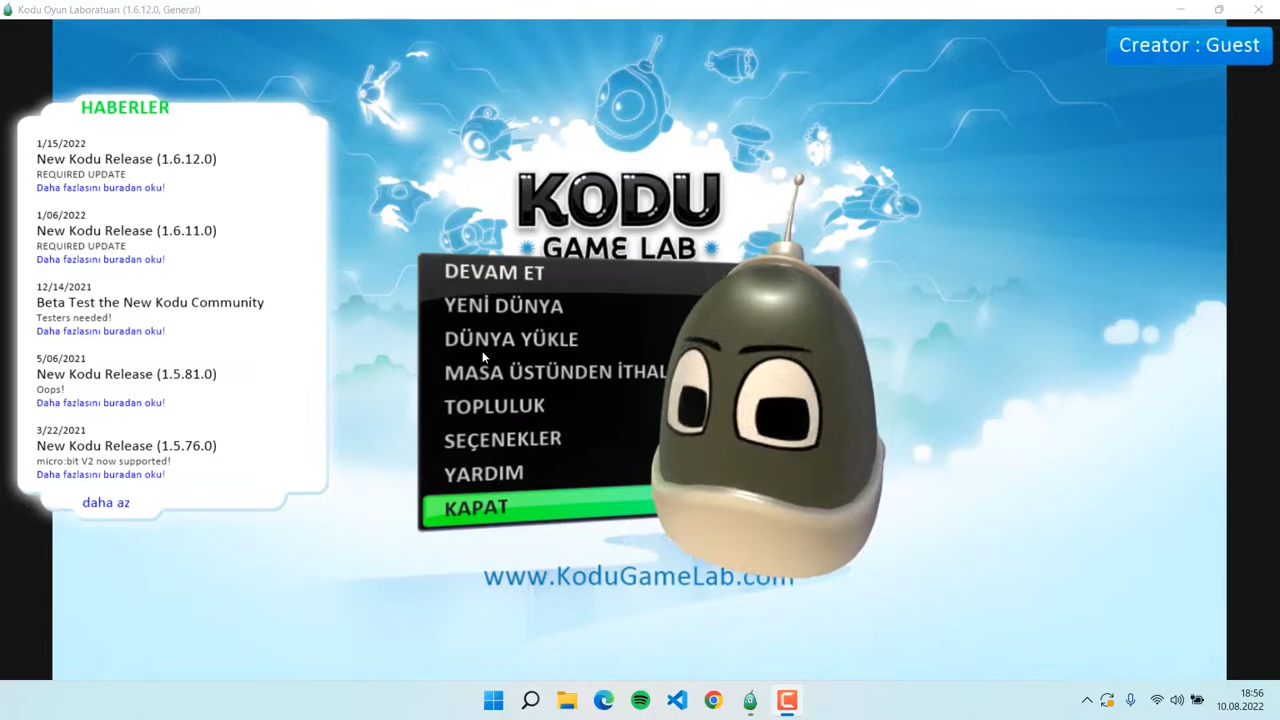 Kodu Oyun Laboratuarı (1.6.12.0, General)
Creator : Guest
HABERLER
1/15/2022
New Kodu Release (1.6.12.0)
REQUIRED UPDATE
Daha fazlasını buradan oku!
1/06/2022
New Kodu Release (1.6.11.0)
REQUIRED UPDATE
Daha fazlasını buradan oku!
12/14/2021
Beta Test the New Kodu Community
Testers needed!
Daha fazlasını buradan oku!
5/06/2021
New Kodu Release (1.5.81.0)
Oops!
Daha fazlasını buradan oku!
3/22/2021
New Kodu Release (1.5.76.0)
micro:bit V2 now supported!
Daha fazlasını buradan oku!
daha az
KODU
GAME LAB
DEVAM ET
YENİ DÜNYA
DÜNYA YÜKLE
MASA ÜSTÜNDEN İTHAL
TOPLULUK
SEÇENEKLER
YARDIM
KAPAT
www.KoduGameLab.com
18:56
10.08.2022